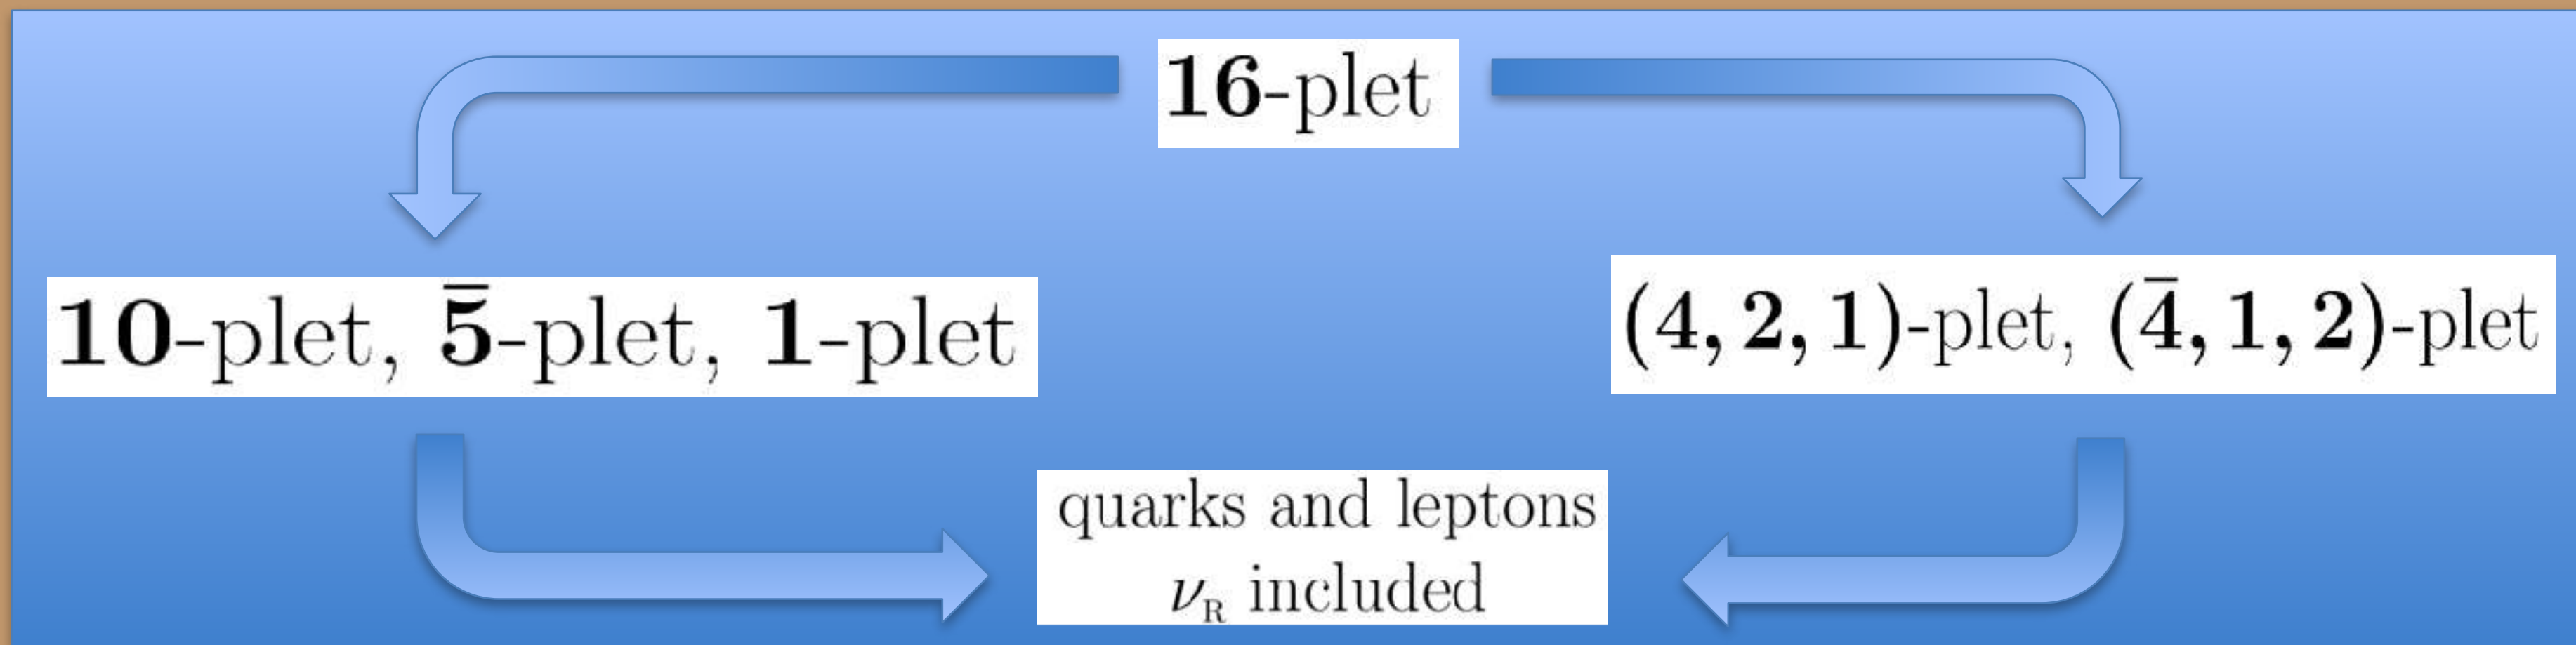 16-plet
10-plet, 5̅-plet, 1-plet
(4, 2, 1)-plet, (4̅, 1, 2)-plet
quarks and leptons
νR included